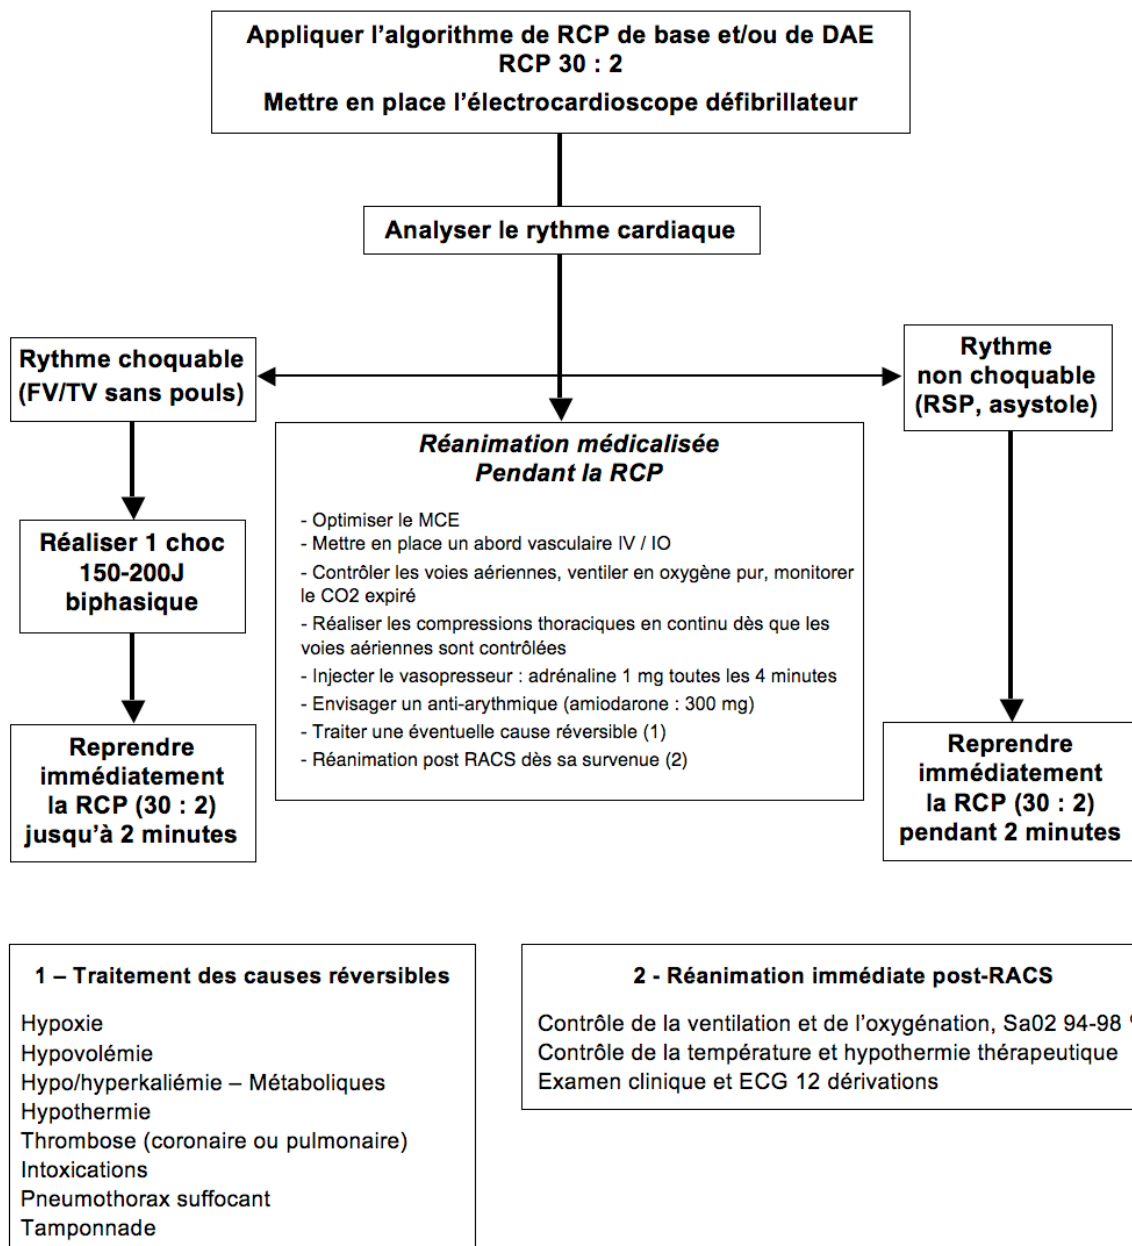 Appliquer l'algorithme de RCP de base et/ou de DAE
RCP 30 : 2
Mettre en place l'électrocardioscope défibrillateur
Analyser le rythme cardiaque
Rythme choquable
(FV/TV sans pouls)
Rythme
non choquable
(RSP, asystole)
Réanimation médicalisée
Pendant la RCP
- Optimiser le MCE
- Mettre en place un abord vasculaire IV / IO
- Contrôler les voies aériennes, ventiler en oxygène pur, monitorer
le CO2 expiré
- Réaliser les compressions thoraciques en continu dès que les
voies aériennes sont contrôlées
- Injecter le vasopresseur : adrénaline 1 mg toutes les 4 minutes
- Envisager un anti-arythmique (amiodarone : 300 mg)
- Traiter une éventuelle cause réversible (1)
- Réanimation post RACS dès sa survenue (2)
Réaliser 1 choc
150-200J
biphasique
Reprendre
immédiatement
la RCP (30 : 2)
jusqu'à 2 minutes
Reprendre
immédiatement
la RCP (30 : 2)
pendant 2 minutes
1 – Traitement des causes réversibles
Hypoxie
Hypovolémie
Hypo/hyperkaliémie – Métaboliques
Hypothermie
Thrombose (coronaire ou pulmonaire)
Intoxications
Pneumothorax suffocant
Tamponnade
2 - Réanimation immédiate post-RACS
Contrôle de la ventilation et de l'oxygénation, Sa02 94-98
Contrôle de la température et hypothermie thérapeutique
Examen clinique et ECG 12 dérivations